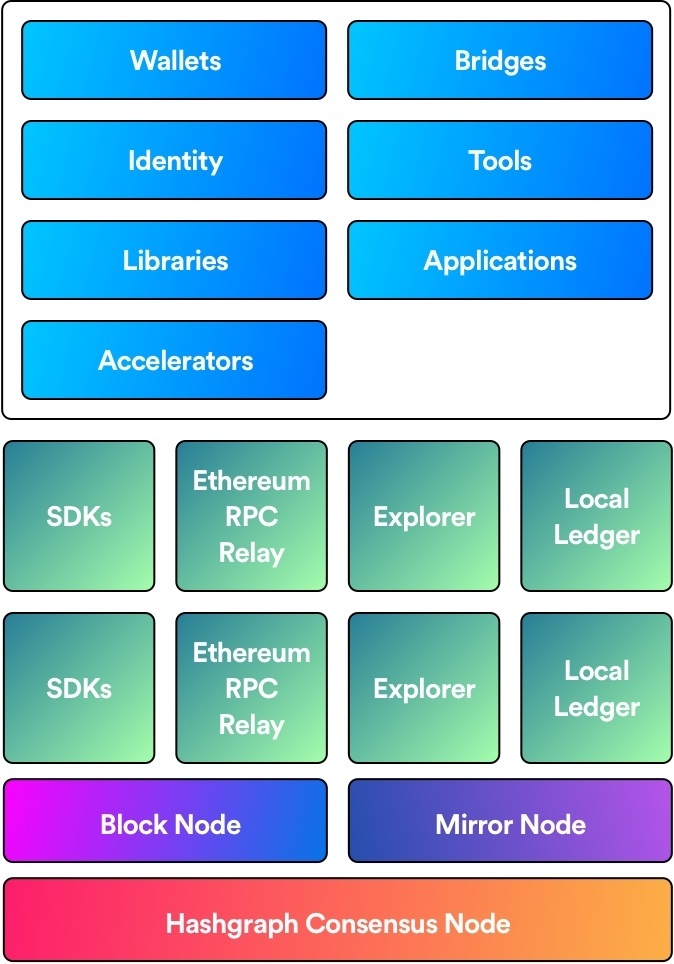 Wallets
Bridges
Identity
Tools
Libraries
Applications
Accelerators
SDKs
Ethereum
RPC
Relay
Explorer
Local
Ledger
SDKs
Ethereum
RPC
Relay
Explorer
Local
Ledger
Block Node
Mirror Node
Hashgraph Consensus Node